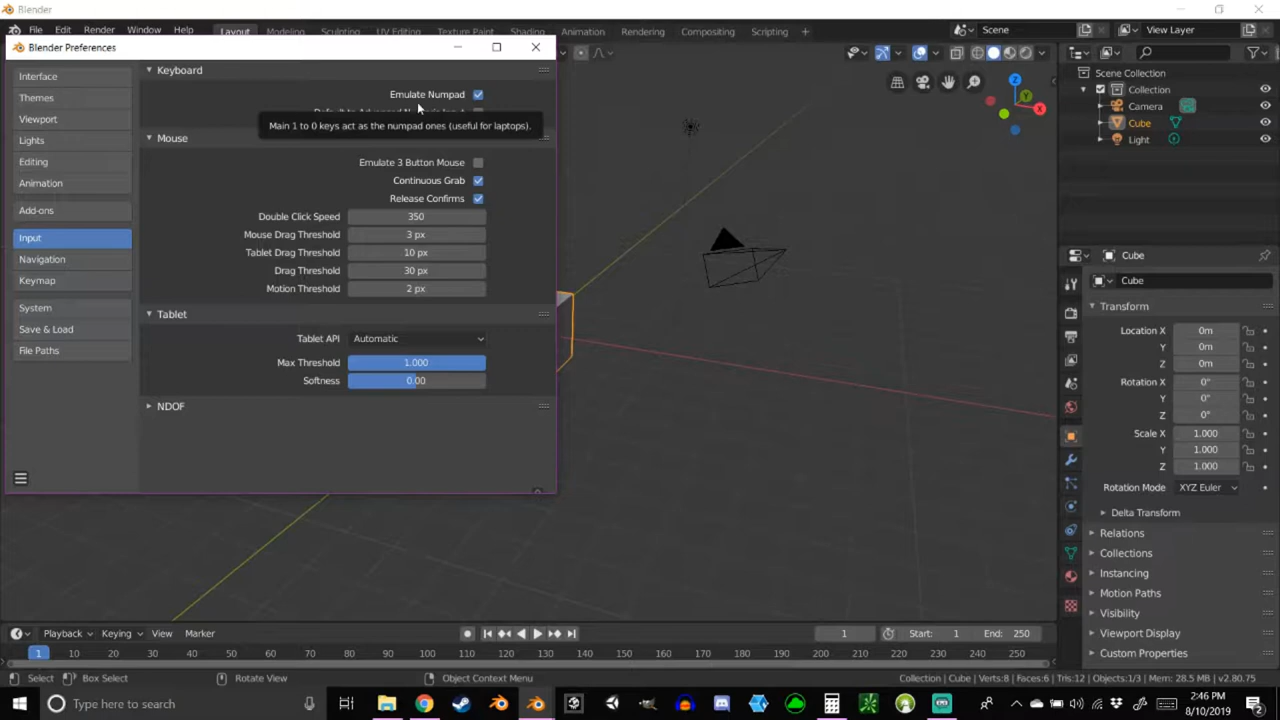 Blender
File Edit Render Window Help Layout Modeling Sculpting UV Editing Texture Paint Animation Rendering Compositing Scripting + Scene View Layer
Blender Preferences
Interface
Themes
Viewport
Lights
Editing
Animation
Add-ons
Input
Navigation
Keymap
System
Save & Load
File Paths
Keyboard
Emulate Numpad
Main 1 to 0 keys act as the numpad ones (useful for laptops).
Mouse
Emulate 3 Button Mouse
Continuous Grab
Release Confirms
Double Click Speed 350
Mouse Drag Threshold 3 px
Tablet Drag Threshold 10 px
Drag Threshold 30 px
Motion Threshold 2 px
Tablet
Tablet API Automatic
Max Threshold 1.000
Softness 0.00
NDOF
Z
Y
X
Scene Collection
Collection
Camera
Cube
Light
Cube
Cube
Transform
Location X 0m
Y 0m
Z 0m
Rotation X 0°
Y 0°
Z 0°
Scale X 1.000
Y 1.000
Z 1.000
Rotation Mode XYZ Euler
Delta Transform
Relations
Collections
Instancing
Motion Paths
Visibility
Viewport Display
Custom Properties
Playback Keying View Marker 1 Start: 1 End: 250
1 10 20 30 40 50 60 70 80 90 100 110 120 130 140 150 160 170 180 190 200 210 220 230 240 250
Select Box Select Rotate View Object Context Menu Collection | Cube | Verts:8 | Faces:6 | Tris:12 | Objects:1/3 | Mem: 28.5 MB | v2.80.75
Type here to search
2:46 PM
8/10/2019
2